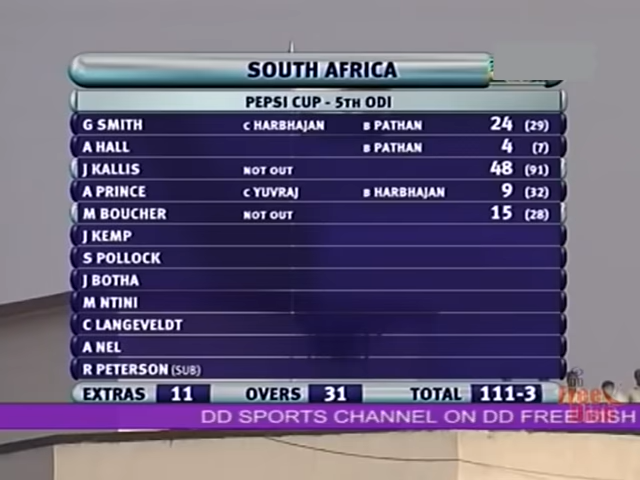 SOUTH AFRICA
PEPSI CUP - 5TH ODI
G SMITH C HARBHAJAN B PATHAN 24 (29)
A HALL B PATHAN 4 (7)
J KALLIS NOT OUT 48 (91)
A PRINCE C YUVRAJ B HARBHAJAN 9 (32)
M BOUCHER NOT OUT 15 (28)
J KEMP
S POLLOCK
J BOTHA
M NTINI
C LANGEVELDT
A NEL
R PETERSON (SUB)
EXTRAS 11 OVERS 31 TOTAL 111-3
DD SPORTS CHANNEL ON DD FREE DISH